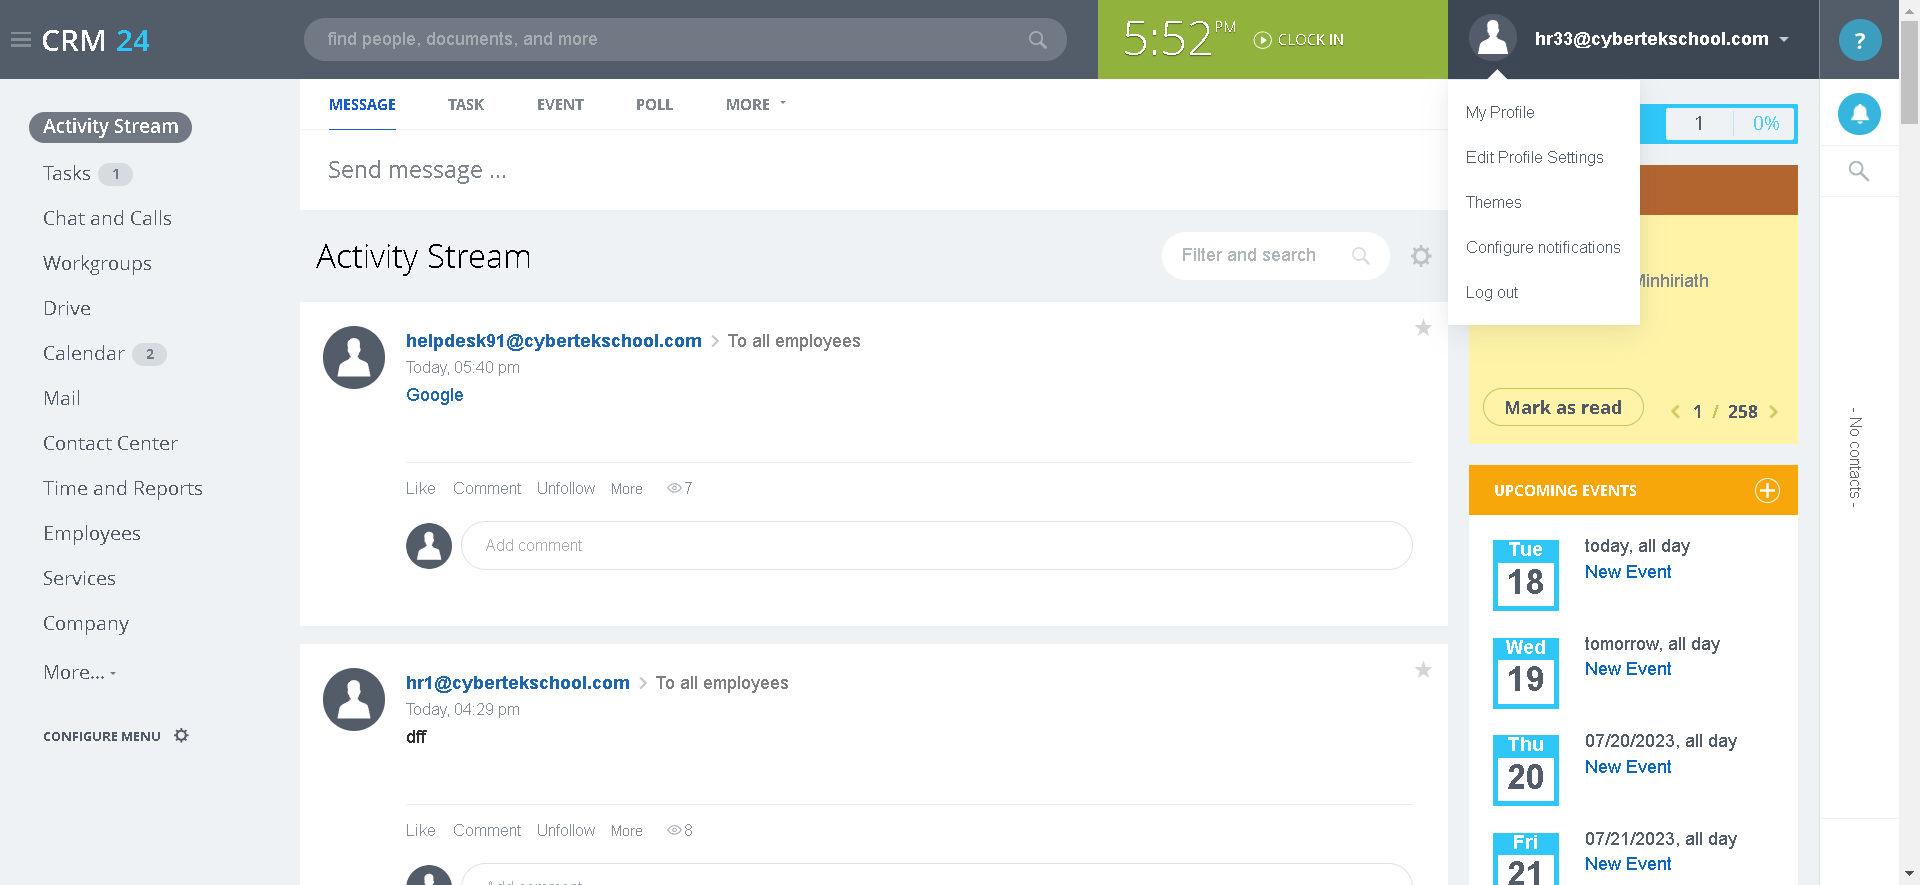 CRM 24
find people, documents, and more
5:52 PM
CLOCK IN
hr33@cybertekschool.com
?
Activity Stream
Tasks 1
Chat and Calls
Workgroups
Drive
Calendar 2
Mail
Contact Center
Time and Reports
Employees
Services
Company
More...
CONFIGURE MENU
MESSAGE
TASK
EVENT
POLL
MORE
Send message ...
Activity Stream
Filter and search
helpdesk91@cybertekschool.com
To all employees
Today, 05:40 pm
Google
Like Comment Unfollow More 7
Add comment
hr1@cybertekschool.com
To all employees
Today, 04:29 pm
dff
Like Comment Unfollow More 8
My Profile
Edit Profile Settings
Themes
Configure notifications
Log out
1 0%
Minhiriath
Mark as read
1 / 258
UPCOMING EVENTS
Tue
18
today, all day
New Event
Wed
19
tomorrow, all day
New Event
Thu
20
07/20/2023, all day
New Event
Fri
21
07/21/2023, all day
New Event
- No contacts -